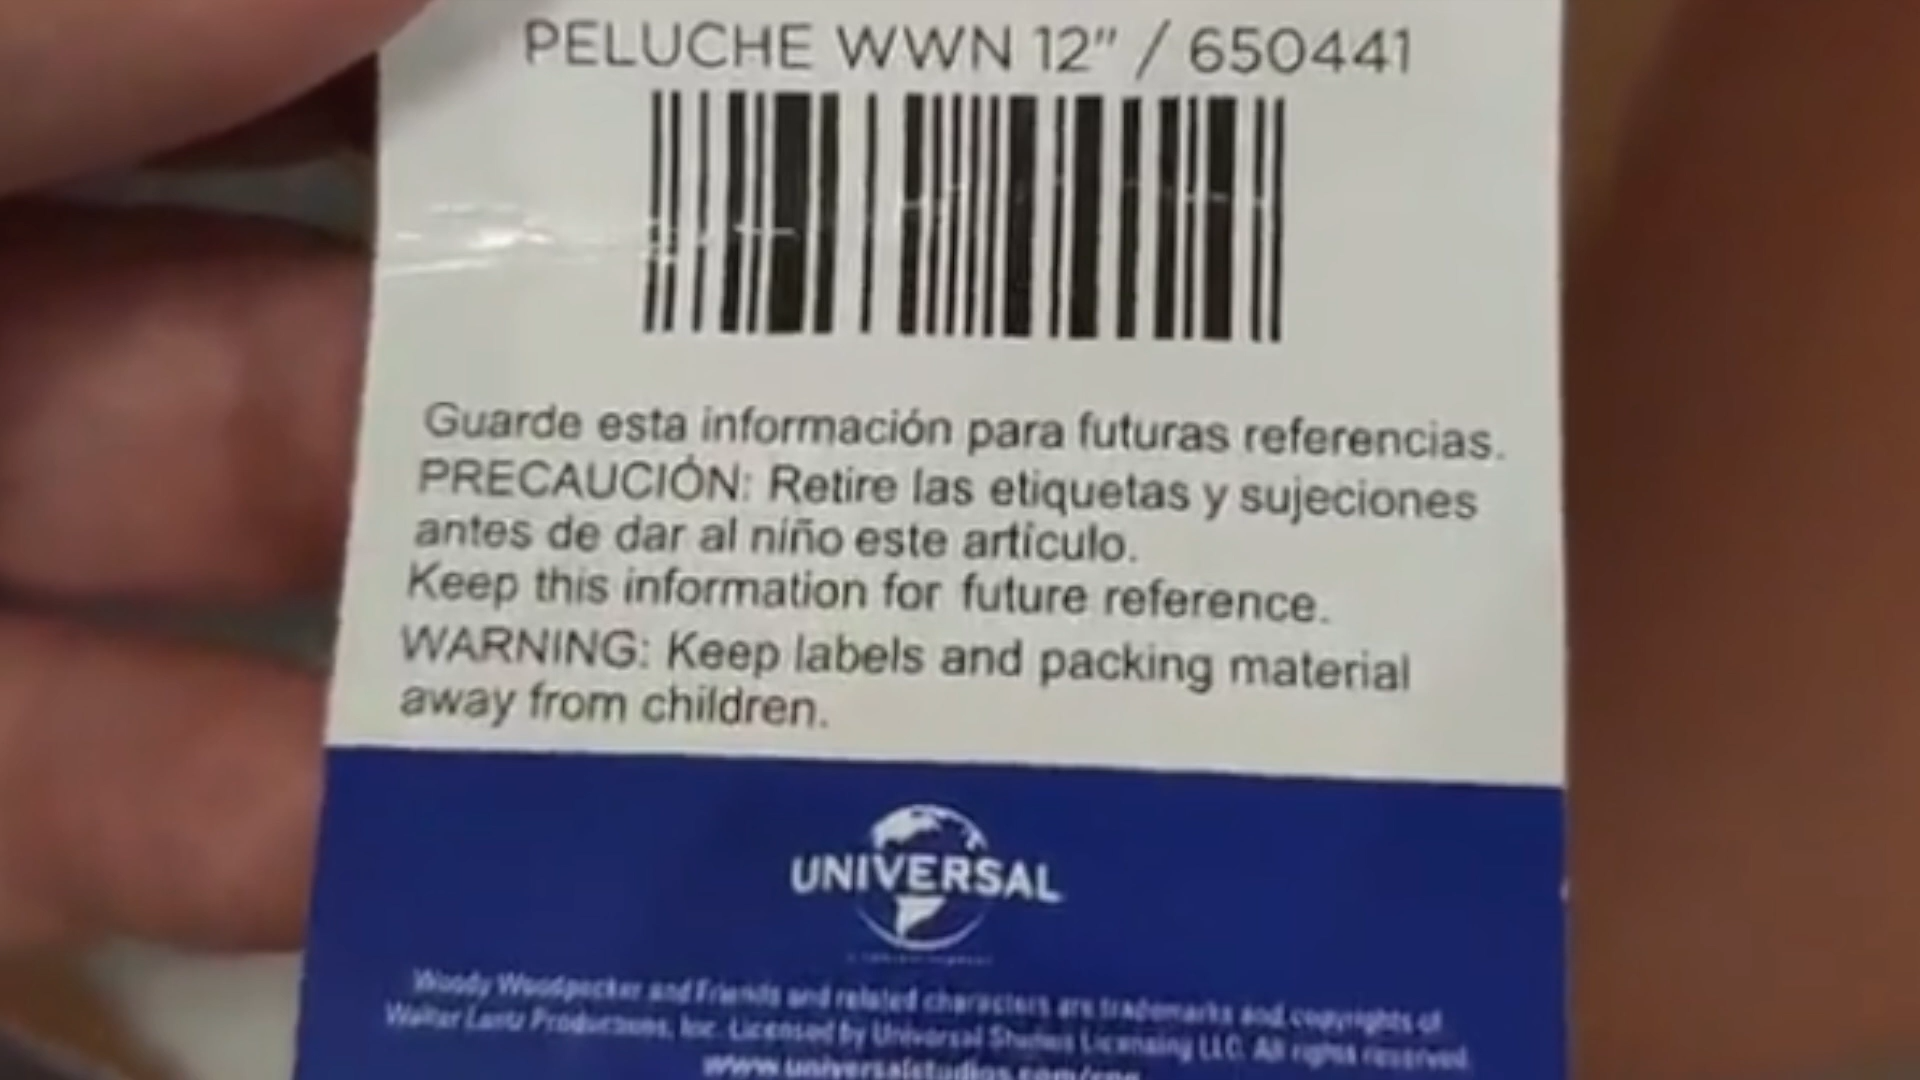 PELUCHE WWN 12" / 650441
Guarde esta información para futuras referencias.
PRECAUCIÓN: Retire las etiquetas y sujeciones
antes de dar al niño este artículo.
Keep this information for future reference.
WARNING: Keep labels and packing material
away from children.
UNIVERSAL
Woody Woodpecker and Friends and related characters are trademarks and copyrights of
Walter Lantz Productions, Inc. Licensed by Universal Studios Licensing LLC. All rights reserved.